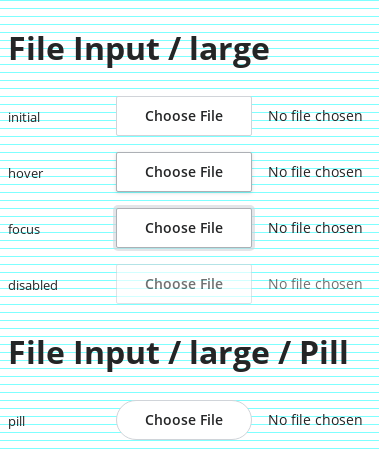 File Input / large
initial Choose File No file chosen
hover Choose File No file chosen
focus Choose File No file chosen
disabled Choose File No file chosen
File Input / large / Pill
pill Choose File No file chosen